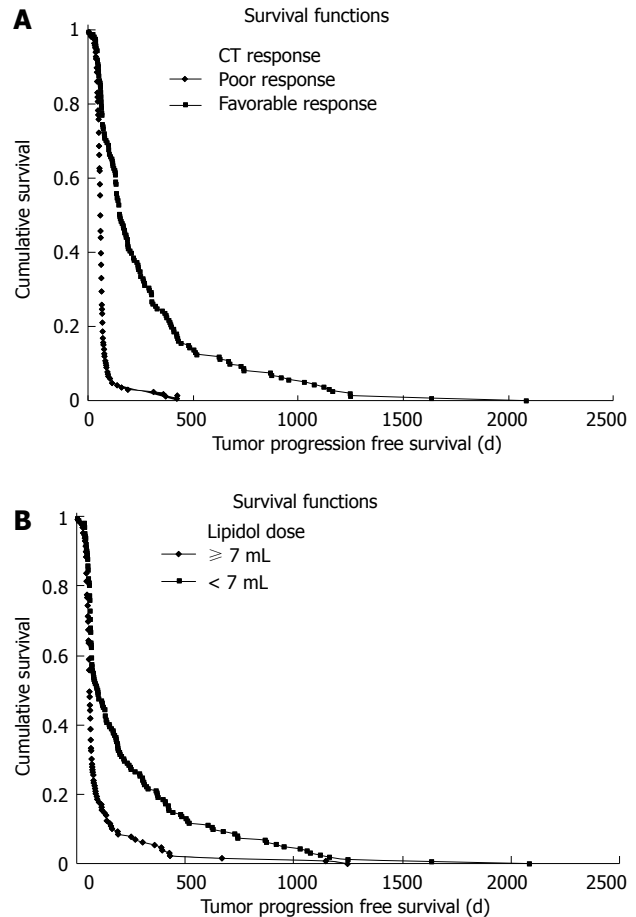 A
Survival functions
CT response
Poor response
Favorable response
Cumulative survival
1
0.8
0.6
0.4
0.2
0
0 500 1000 1500 2000 2500
Tumor progression free survival (d)
B
Survival functions
Lipidol dose
⩾ 7 mL
< 7 mL
Cumulative survival
1
0.8
0.6
0.4
0.2
0
0 500 1000 1500 2000 2500
Tumor progression free survival (d)